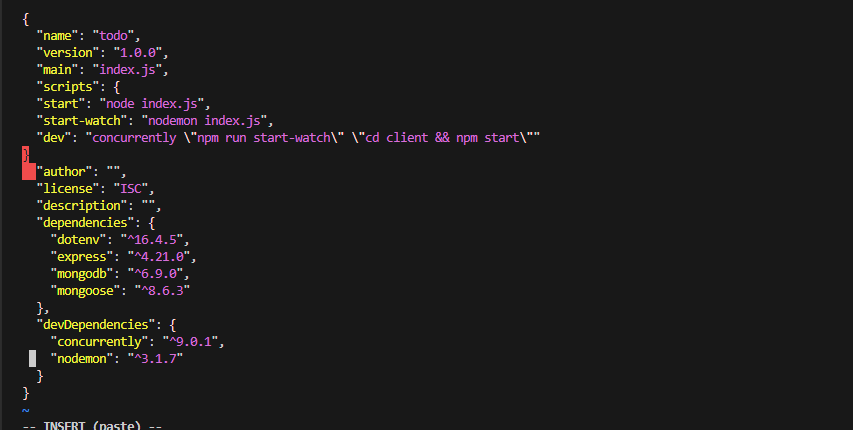 {
  "name": "todo",
  "version": "1.0.0",
  "main": "index.js",
  "scripts": {
  "start": "node index.js",
  "start-watch": "nodemon index.js",
  "dev": "concurrently \"npm run start-watch\" \"cd client && npm start\""
}
  "author": "",
  "license": "ISC",
  "description": "",
  "dependencies": {
    "dotenv": "^16.4.5",
    "express": "^4.21.0",
    "mongodb": "^6.9.0",
    "mongoose": "^8.6.3"
  },
  "devDependencies": {
    "concurrently": "^9.0.1",
    "nodemon": "^3.1.7"
  }
}
~
-- INSERT (paste) --